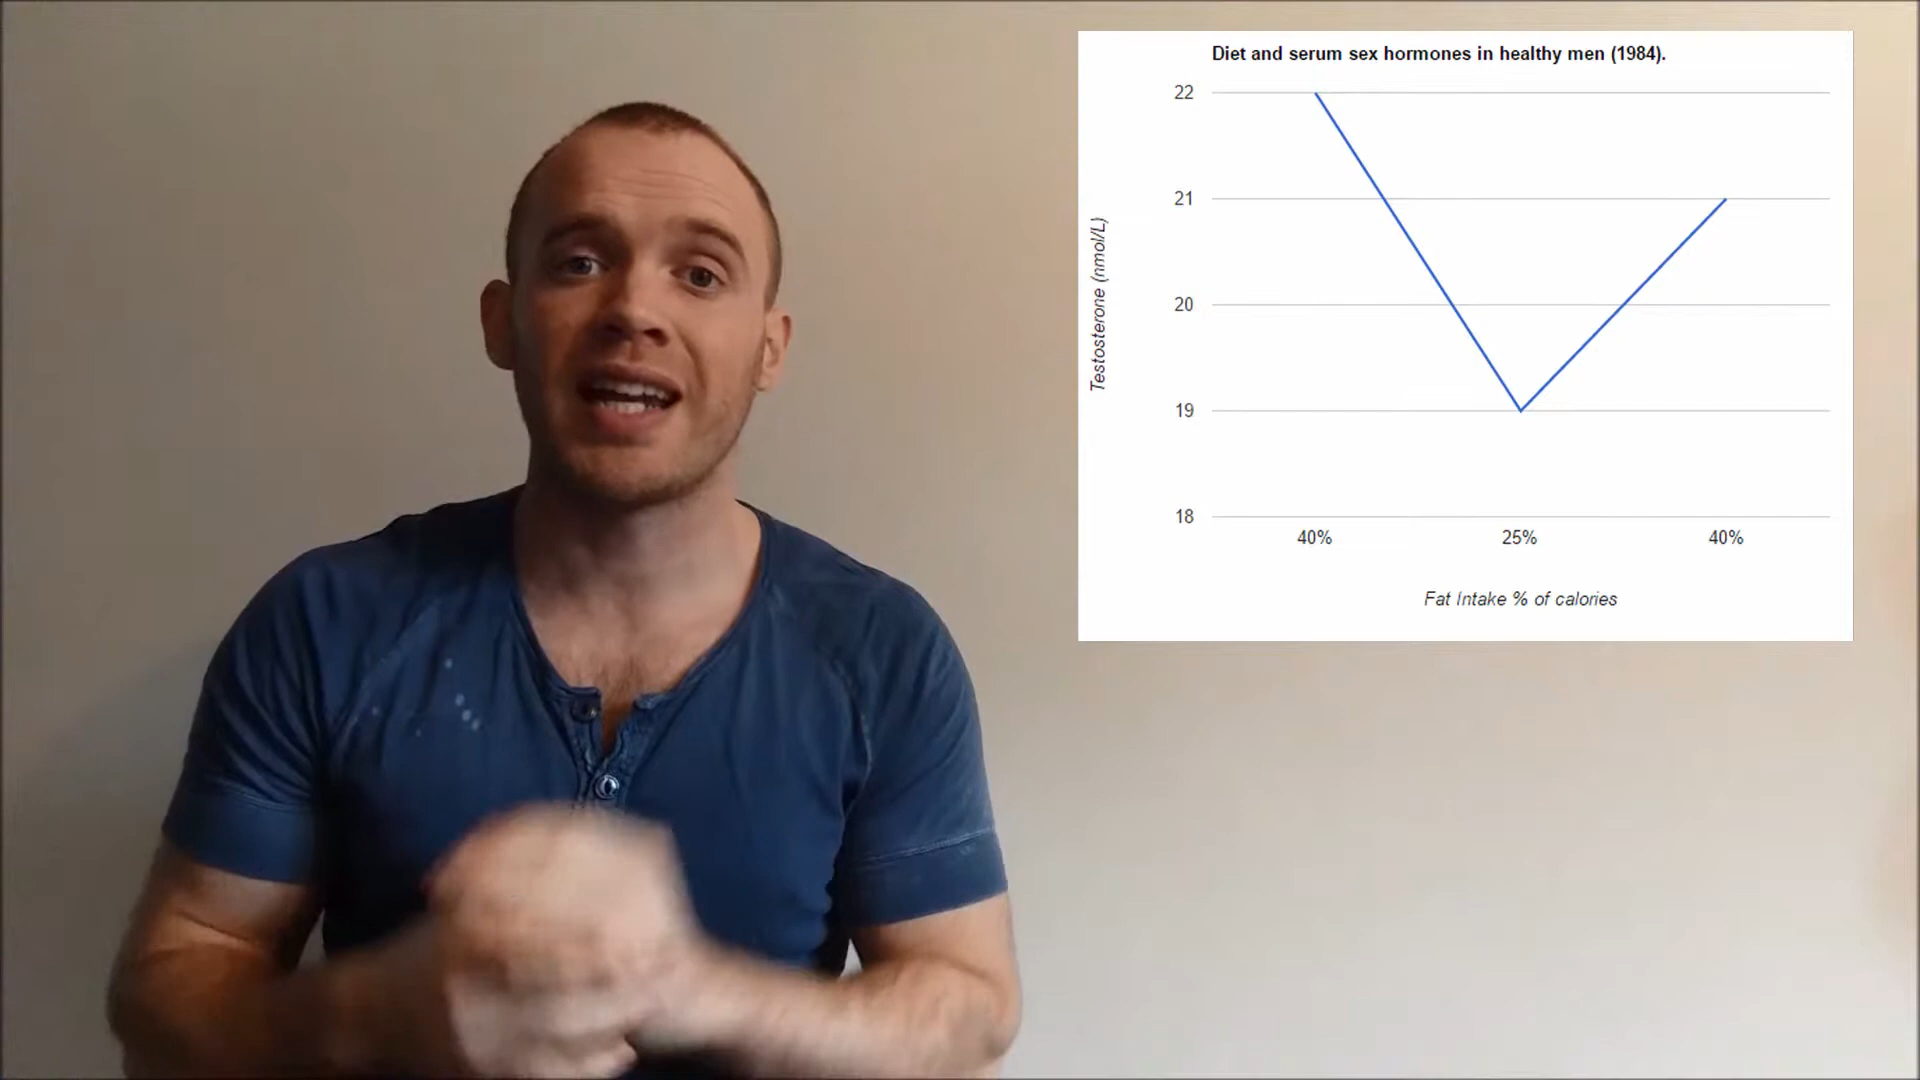 Diet and serum sex hormones in healthy men (1984).
22
21
20
19
18
Testosterone (nmol/L)
40% 25% 40%
Fat Intake % of calories